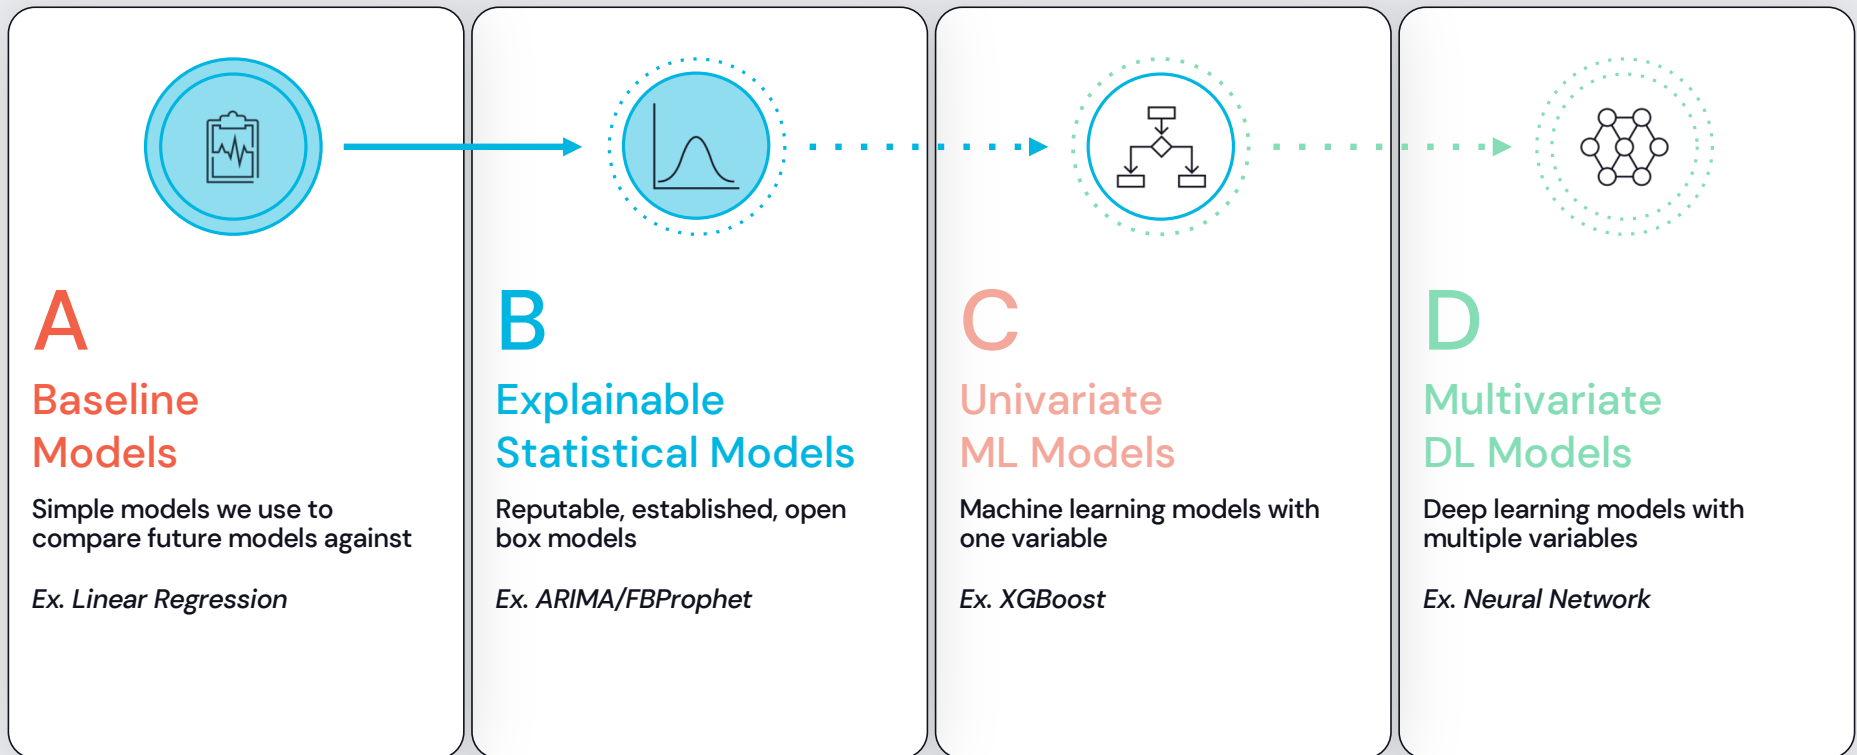 A
Baseline
Models
Simple models we use to
compare future models against
Ex. Linear Regression
B
Explainable
Statistical Models
Reputable, established, open
box models
Ex. ARIMA/FBProphet
C
Univariate
ML Models
Machine learning models with
one variable
Ex. XGBoost
D
Multivariate
DL Models
Deep learning models with
multiple variables
Ex. Neural Network